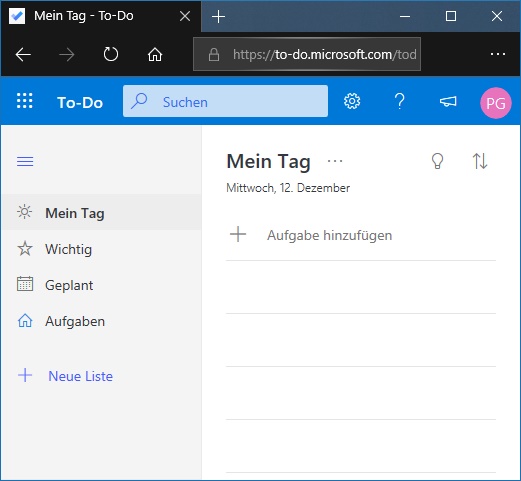 Mein Tag - To-Do
https://to-do.microsoft.com/tod
To-Do
Suchen
PG
Mein Tag
Wichtig
Geplant
Aufgaben
Neue Liste
Mein Tag
Mittwoch, 12. Dezember
Aufgabe hinzufügen